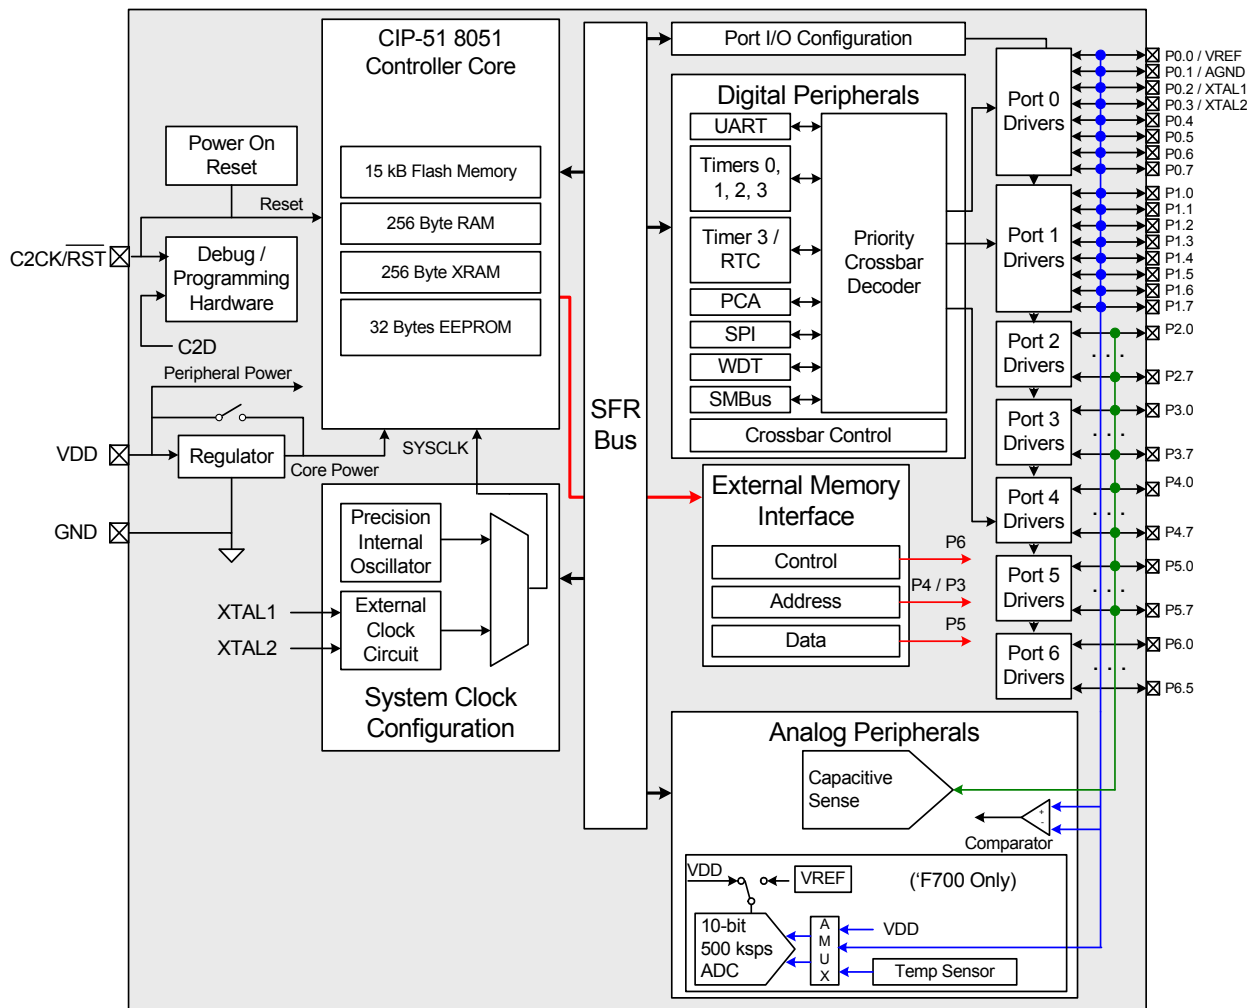 CIP-51 8051
Controller Core
15 kB Flash Memory
256 Byte RAM
256 Byte XRAM
32 Bytes EEPROM
Power On
Reset
Reset
C2CK/RST
Debug /
Programming
Hardware
C2D
Peripheral Power
VDD
Regulator
Core Power
GND
SYSCLK
Precision
Internal
Oscillator
XTAL1
XTAL2
External
Clock
Circuit
System Clock
Configuration
SFR
Bus
Port I/O Configuration
Digital Peripherals
UART
Timers 0,
1, 2, 3
Timer 3 /
RTC
PCA
SPI
WDT
SMBus
Priority
Crossbar
Decoder
Crossbar Control
External Memory
Interface
Control
P6
Address
P4 / P3
Data
P5
Port 0
Drivers
Port 1
Drivers
Port 2
Drivers
Port 3
Drivers
Port 4
Drivers
Port 5
Drivers
Port 6
Drivers
P0.0 / VREF
P0.1 / AGND
P0.2 / XTAL1
P0.3 / XTAL2
P0.4
P0.5
P0.6
P0.7
P1.0
P1.1
P1.2
P1.3
P1.4
P1.5
P1.6
P1.7
P2.0
. . .
P2.7
P3.0
. . .
P3.7
P4.0
. . .
P4.7
P5.0
. . .
P5.7
P6.0
. . .
P6.5
Analog Peripherals
Capacitive
Sense
+
-
Comparator
VDD
VREF
('F700 Only)
10-bit
500 ksps
ADC
A
M
U
X
VDD
Temp Sensor